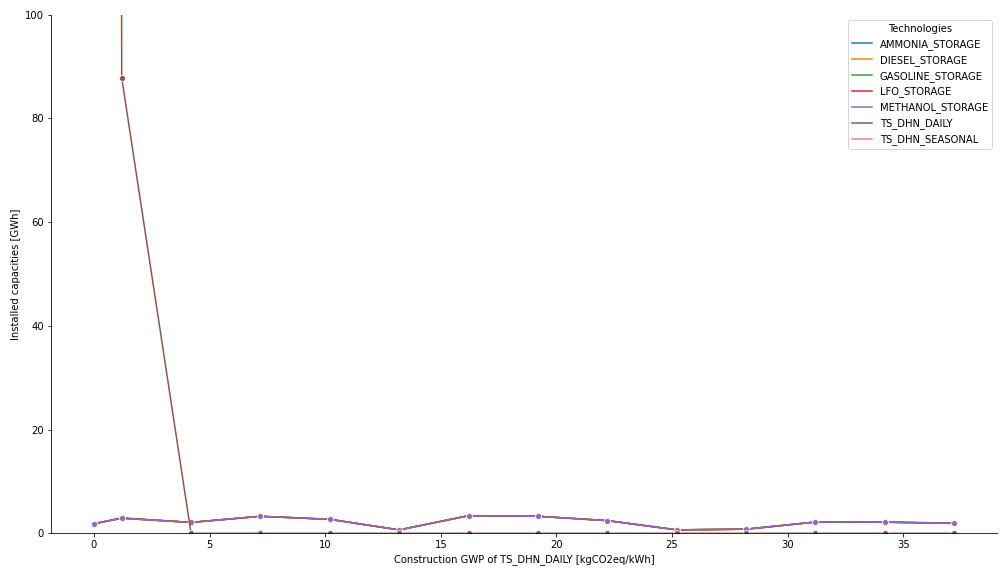 100
80
60
40
20
0
Installed capacities [GWh]
Technologies
AMMONIA_STORAGE
DIESEL_STORAGE
GASOLINE_STORAGE
LFO_STORAGE
METHANOL_STORAGE
TS_DHN_DAILY
TS_DHN_SEASONAL
0 5 10 15 20 25 30 35
Construction GWP of TS_DHN_DAILY [kgCO2eq/kWh]